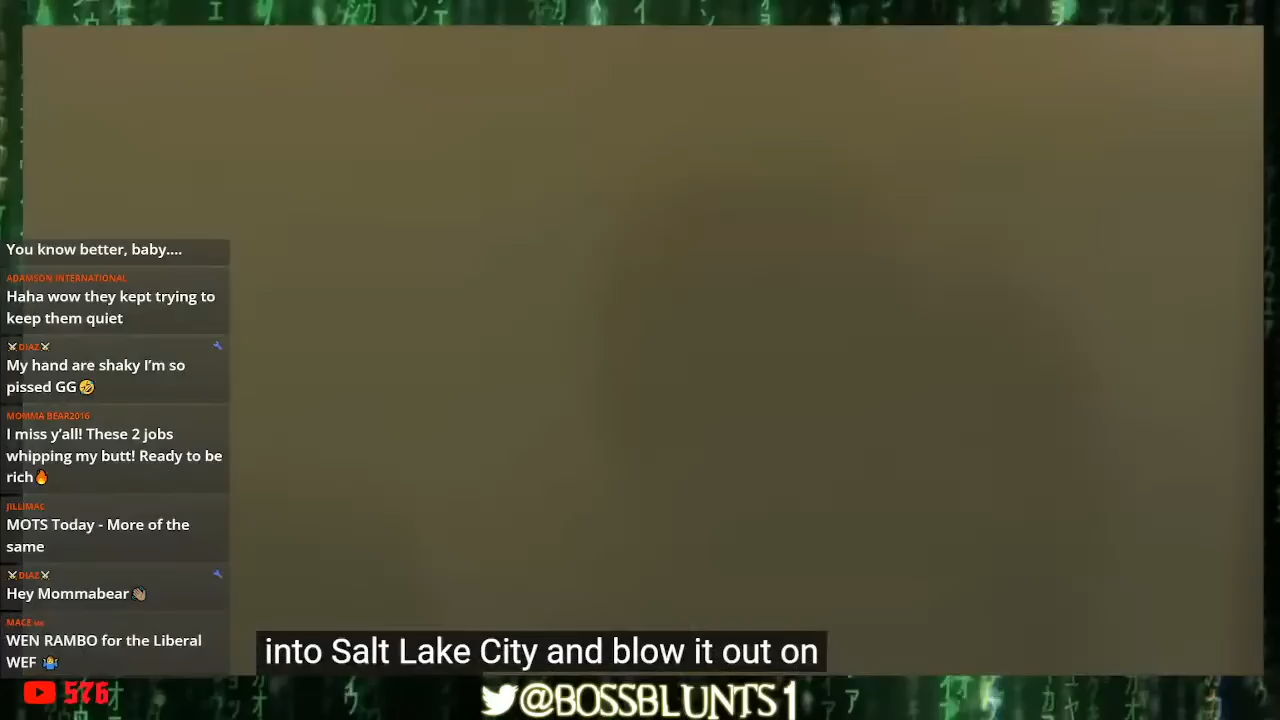 You know better, baby....
ADAMSON INTERNATIONAL
Haha wow they kept trying to
keep them quiet
⚔DIAZ⚔
My hand are shaky I’m so
pissed GG🤣
MOMMA BEAR2016
I miss y’all! These 2 jobs
whipping my butt! Ready to be
rich🔥
JILLIMAC
MOTS Today - More of the
same
⚔DIAZ⚔
Hey Mommabear👋🏽
MACE
WEN RAMBO for the Liberal
WEF 🤷
into Salt Lake City and blow it out on
576
@BOSSBLUNTS1